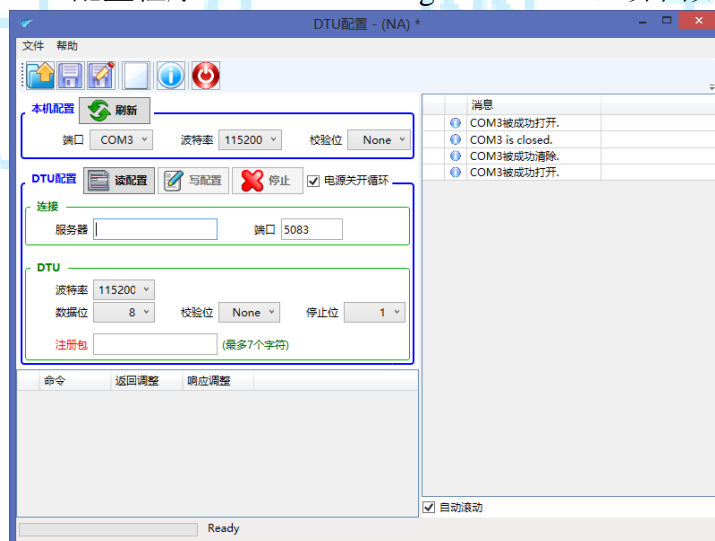 DTU配置 - (NA) *
文件 帮助
本机配置 刷新
端口 COM3 波特率 115200 校验位 None
DTU配置 读配置 写配置 停止 电源关开循环
连接
服务器 端口 5083
DTU
波特率 115200
数据位 8 校验位 None 停止位 1
注册包 (最多7个字符)
命令 返回调整 响应调整
消息
COM3被成功打开.
COM3 is closed.
COM3被成功清除.
COM3被成功打开.
自动滚动
Ready